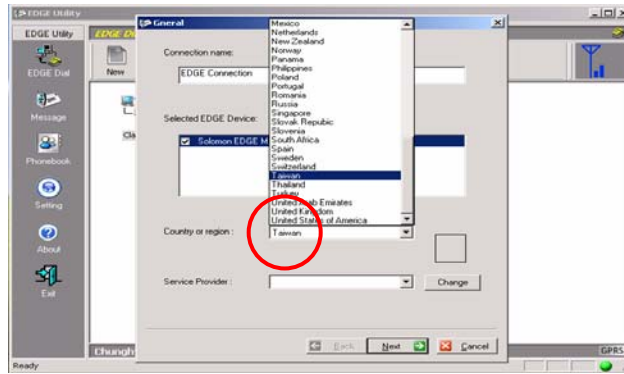 EDGE Utility
EDGE Utility
EDGE Dial
Message
Phonebook
Setting
About
Exit
New
General
Connection name:
EDGE Connection
Selected EDGE Device:
Solomon EDGE M
Mexico
Netherlands
New Zealand
Norway
Panama
Philippines
Poland
Portugal
Romania
Russia
Singapore
Slovak Republic
Slovenia
South Africa
Spain
Sweden
Switzerland
Taiwan
Thailand
Turkey
United Arab Emirates
United Kingdom
United States of America
Country or region :
Taiwan
Service Provider :
Change
Back
Next
Cancel
Chungh
GPRS
Ready